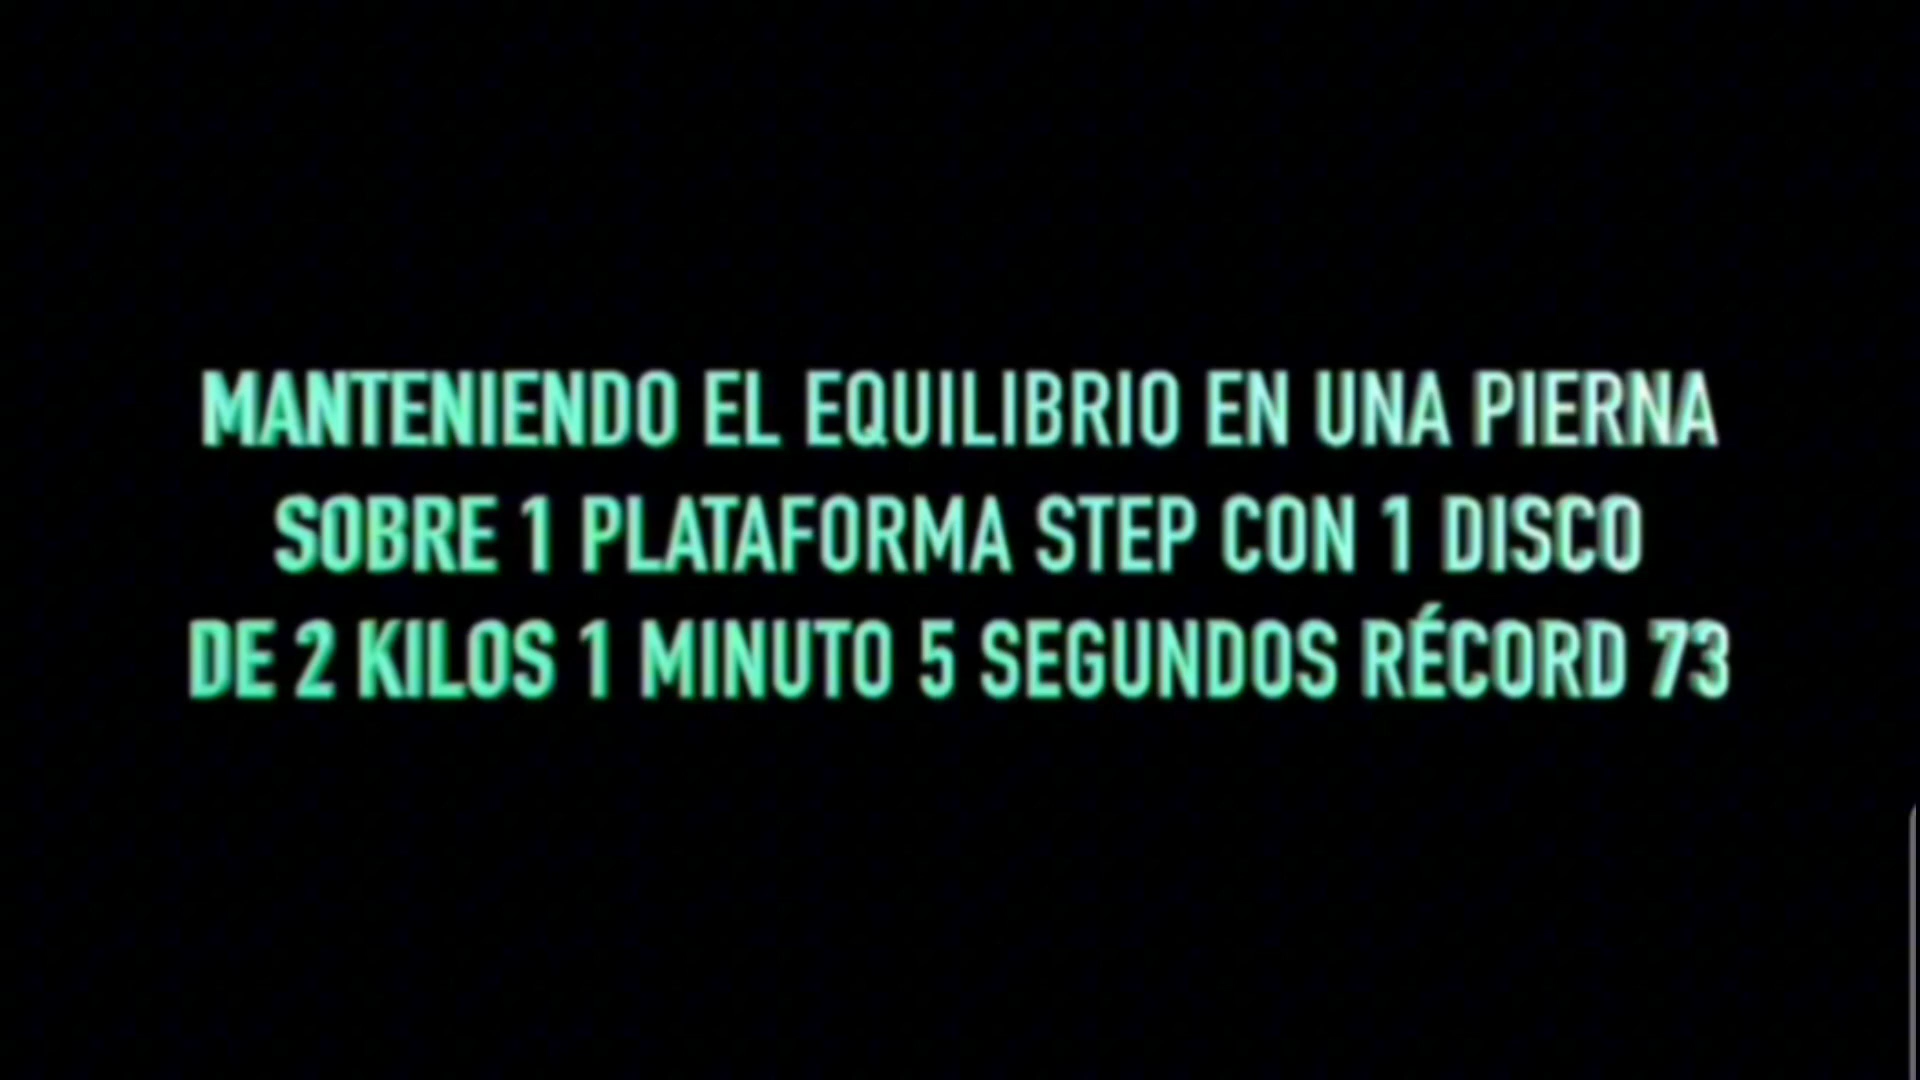 MANTENIENDO EL EQUILIBRIO EN UNA PIERNA
SOBRE 1 PLATAFORMA STEP CON 1 DISCO
DE 2 KILOS 1 MINUTO 5 SEGUNDOS RÉCORD 73